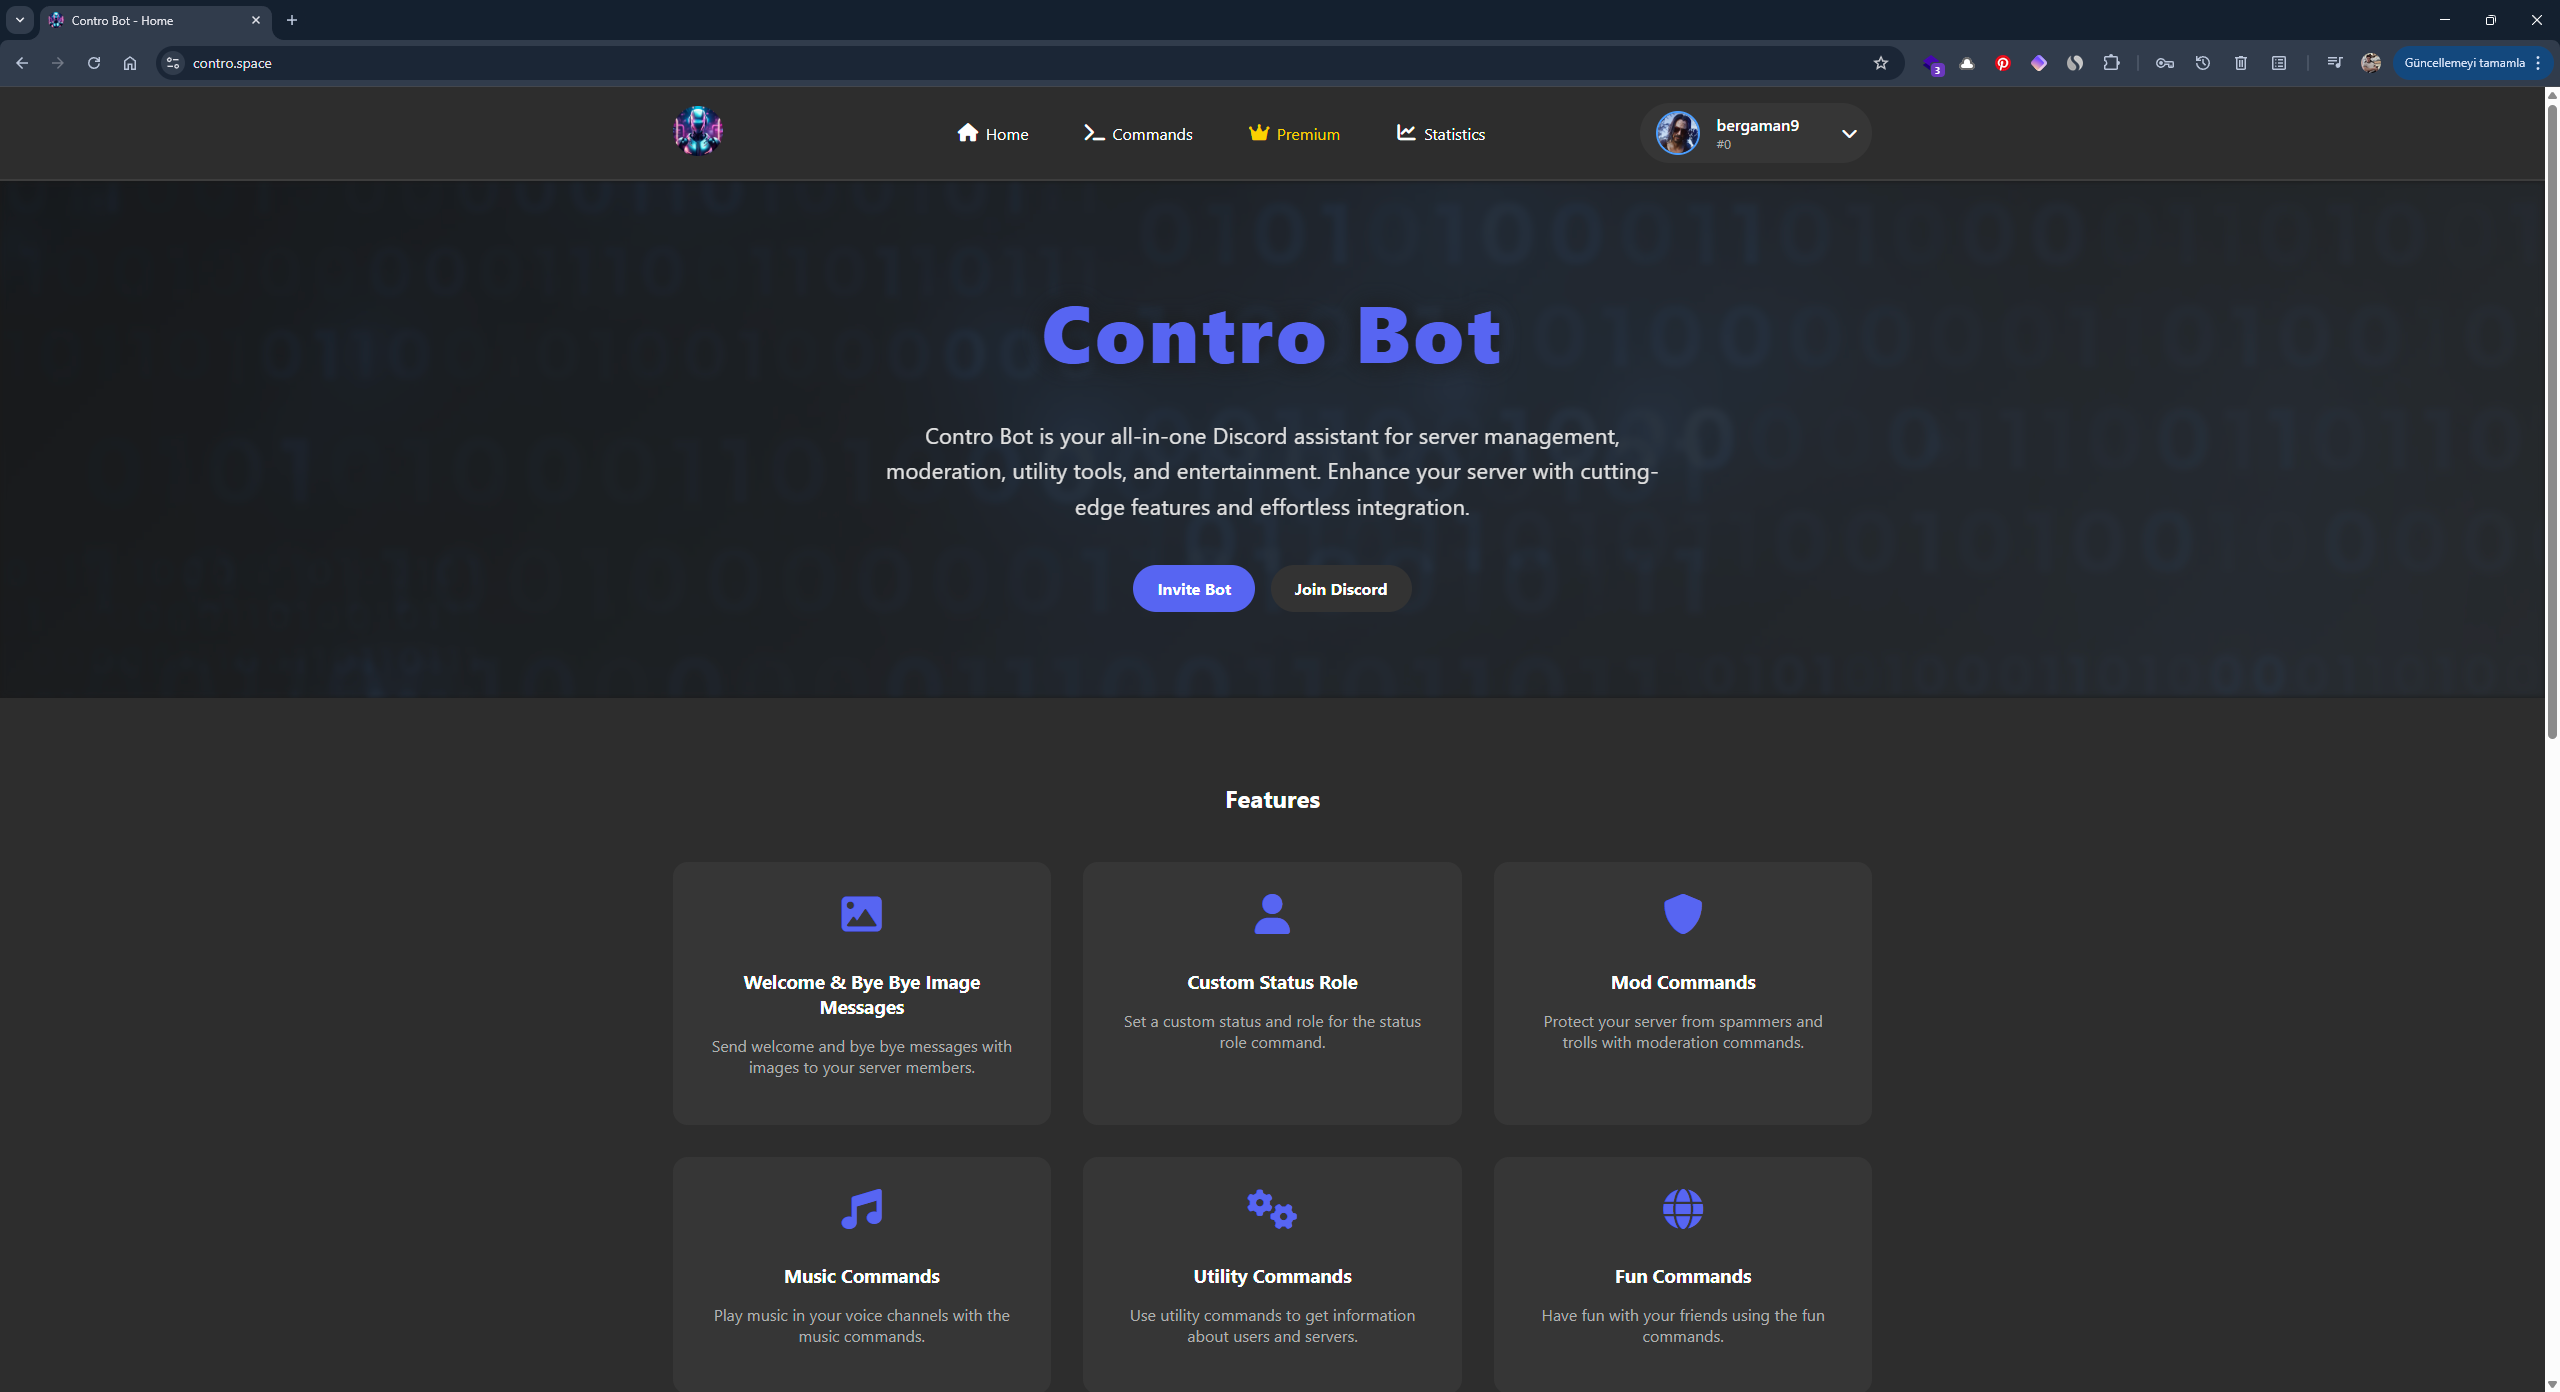 Contro Bot - Home
contro.space
3
Güncellemeyi tamamla
Home
Commands
Premium
Statistics
bergaman9
#0
Contro Bot
Contro Bot is your all-in-one Discord assistant for server management,
moderation, utility tools, and entertainment. Enhance your server with cutting-
edge features and effortless integration.
Invite Bot
Join Discord
Features
Welcome & Bye Bye Image
Messages
Send welcome and bye bye messages with
images to your server members.
Custom Status Role
Set a custom status and role for the status
role command.
Mod Commands
Protect your server from spammers and
trolls with moderation commands.
Music Commands
Play music in your voice channels with the
music commands.
Utility Commands
Use utility commands to get information
about users and servers.
Fun Commands
Have fun with your friends using the fun
commands.